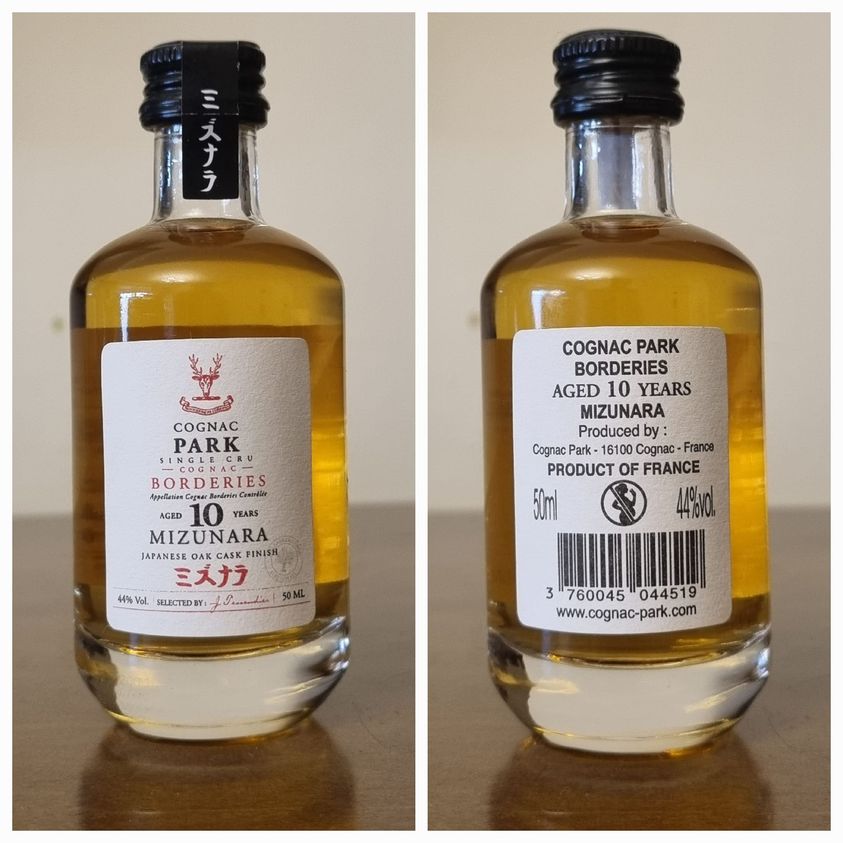 ミズナラ
COGNAC
PARK
SINGLE CRU
COGNAC
BORDERIES
Appellation Cognac Borderies Contrôlée
AGED 10 YEARS
MIZUNARA
JAPANESE OAK CASK FINISH
ミズナラ
44% Vol. SELECTED BY: 50 ML
COGNAC PARK
BORDERIES
AGED 10 YEARS
MIZUNARA
Produced by :
Cognac Park - 16100 Cognac - France
PRODUCT OF FRANCE
50ml 44%vol.
3 760045 044519
www.cognac-park.com